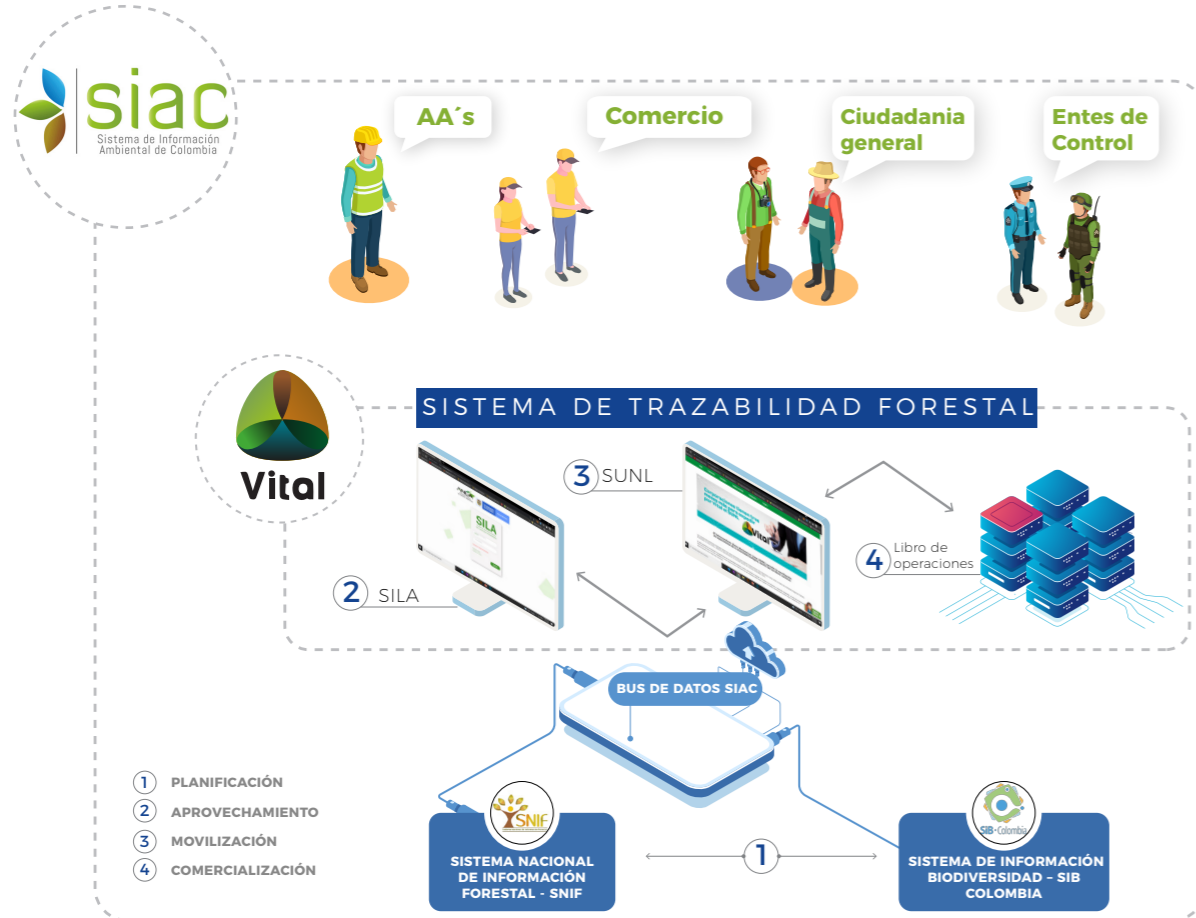 siac
Sistema de Información
Ambiental de Colombia
AA´s
Comercio
Ciudadania
general
Entes de
Control
Vital
SISTEMA DE TRAZABILIDAD FORESTAL
3 SUNL
SILA
Vital
4 Libro de
operaciones
2 SILA
BUS DE DATOS SIAC
1 PLANIFICACIÓN
2 APROVECHAMIENTO
3 MOVILIZACIÓN
4 COMERCIALIZACIÓN
SNIF
SISTEMA NACIONAL
DE INFORMACIÓN
FORESTAL - SNIF
1
SiB-Colombia
SISTEMA DE INFORMACIÓN
BIODIVERSIDAD – SIB
COLOMBIA